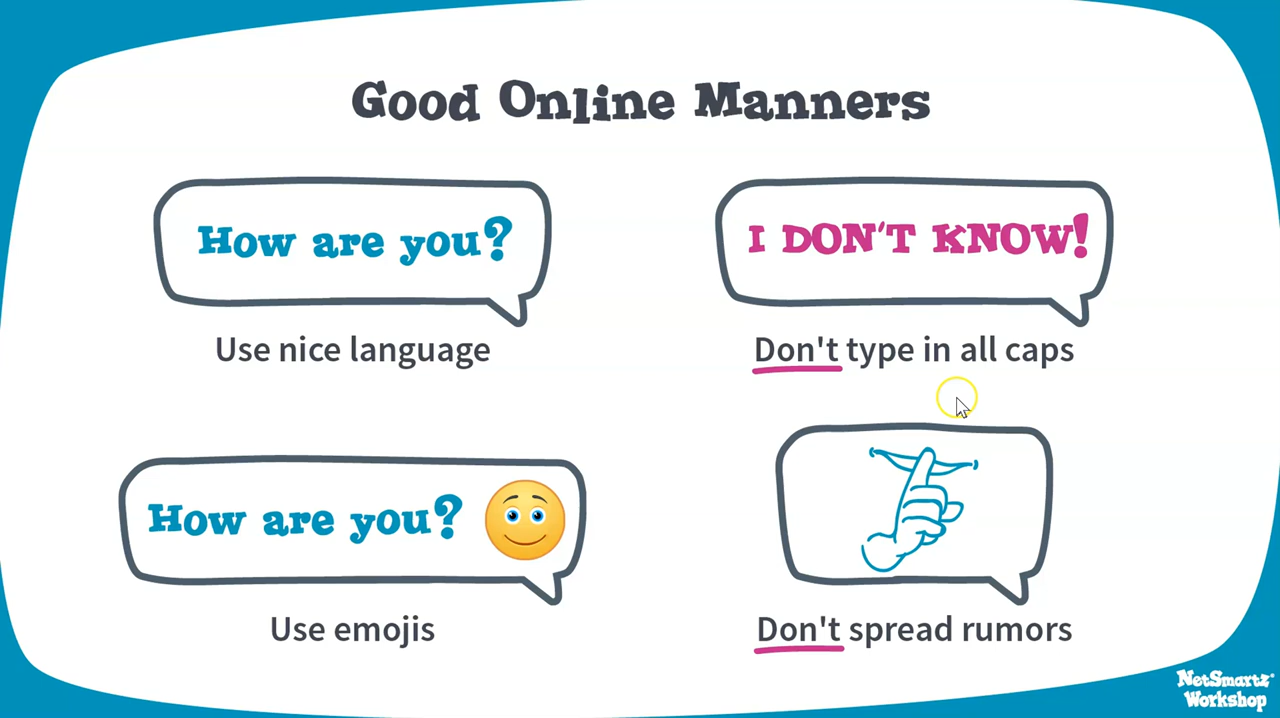 Good Online Manners
How are you?
I DON'T KNOW!
Use nice language
Don't type in all caps
How are you?
Use emojis
Don't spread rumors
NetSmartz®
Workshop